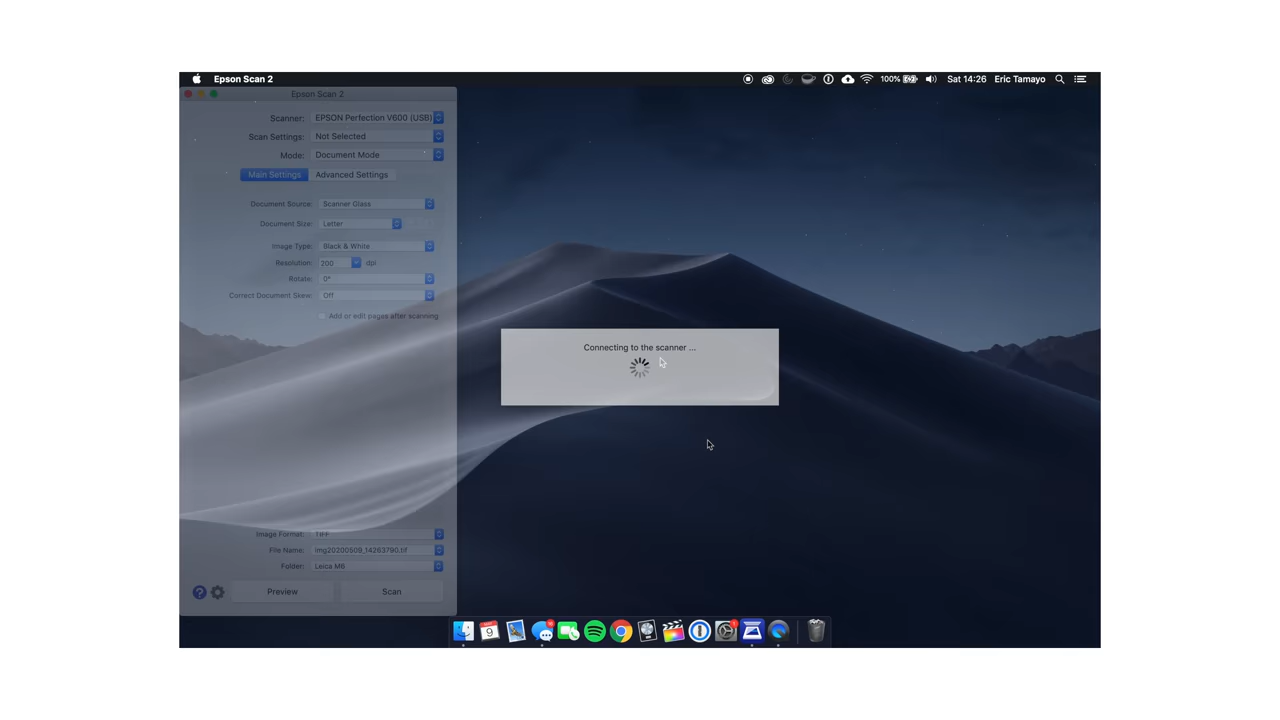 Epson Scan 2
100%
Sat 14:26
Eric Tamayo
Epson Scan 2
Scanner: EPSON Perfection V600 (USB)
Scan Settings: Not Selected
Mode: Document Mode
Main Settings Advanced Settings
Document Source: Scanner Glass
Document Size: Letter
Image Type: Black & White
Resolution: 200 dpi
Rotate: 0°
Correct Document Skew: Off
Add or edit pages after scanning
Connecting to the scanner ...
Image Format: TIFF
File Name: img20200509_14263790.tif
Folder: Leica M6
? Preview Scan
9